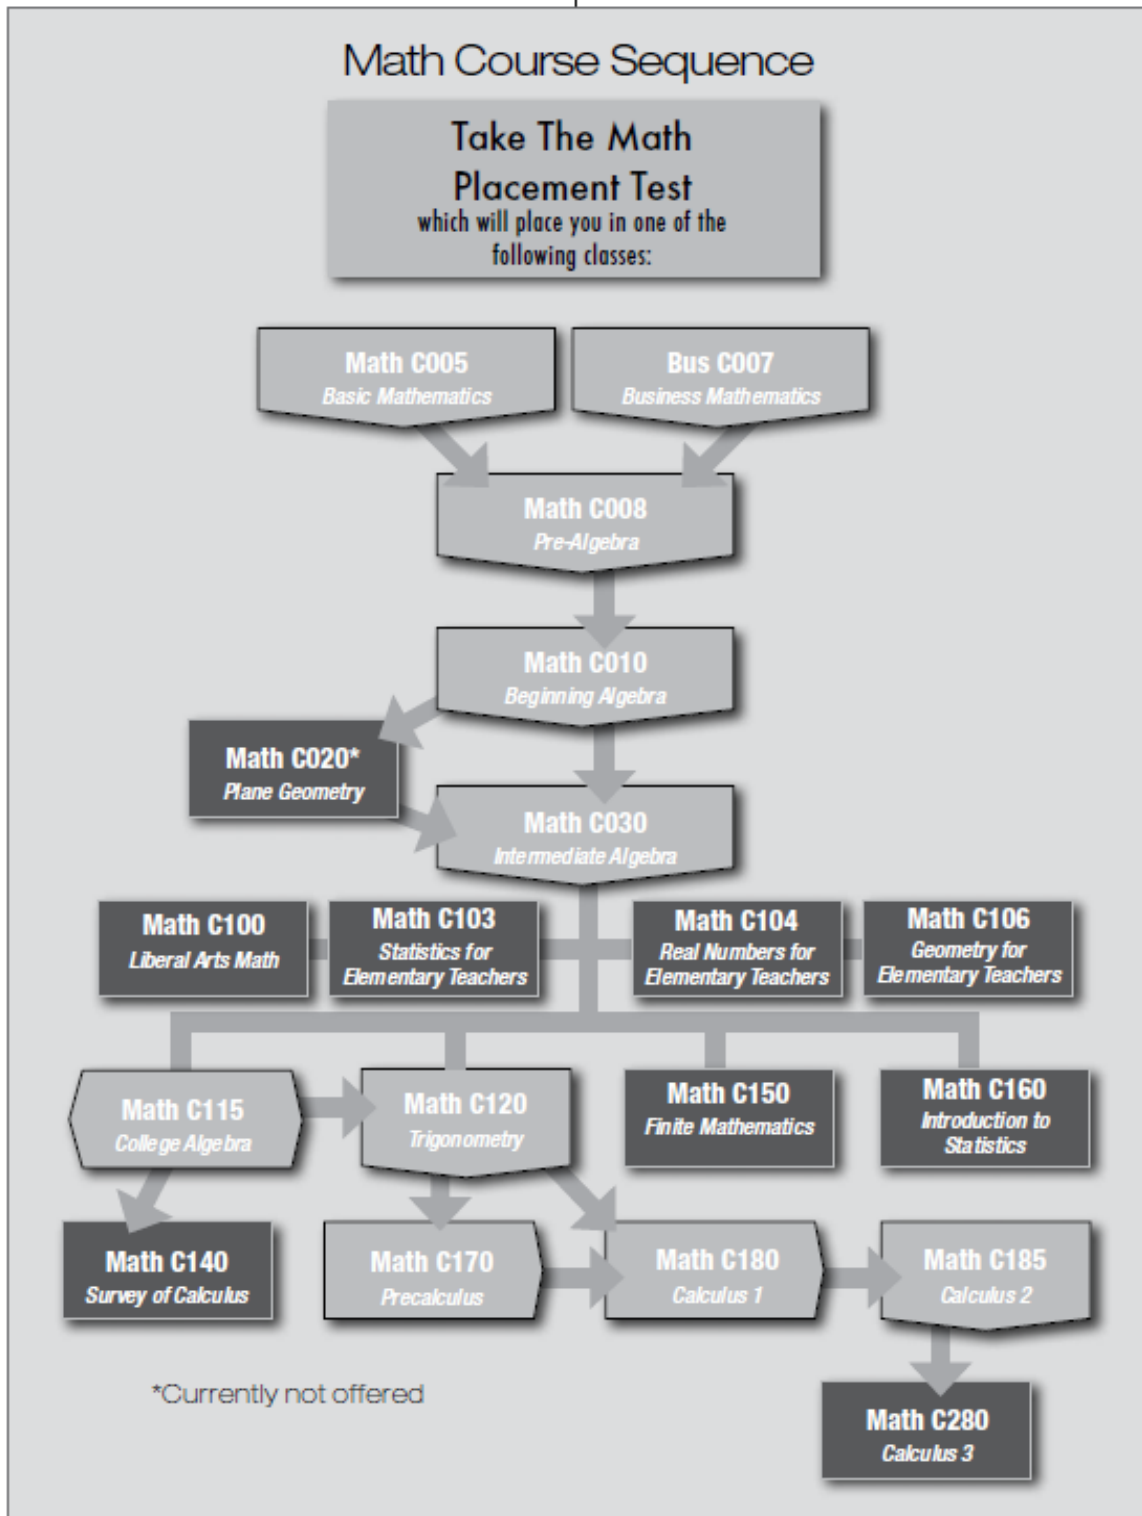 Math Course Sequence
Take The Math
Placement Test
which will place you in one of the
following classes:
Math C005
Basic Mathematics
Bus C007
Business Mathematics
Math C008
Pre-Algebra
Math C010
Beginning Algebra
Math C020*
Plane Geometry
Math C030
Intermediate Algebra
Math C100
Liberal Arts Math
Math C103
Statistics for
Elementary Teachers
Math C104
Real Numbers for
Elementary Teachers
Math C106
Geometry for
Elementary Teachers
Math C115
College Algebra
Math C120
Trigonometry
Math C150
Finite Mathematics
Math C160
Introduction to
Statistics
Math C140
Survey of Calculus
Math C170
Precalculus
Math C180
Calculus 1
Math C185
Calculus 2
*Currently not offered
Math C280
Calculus 3